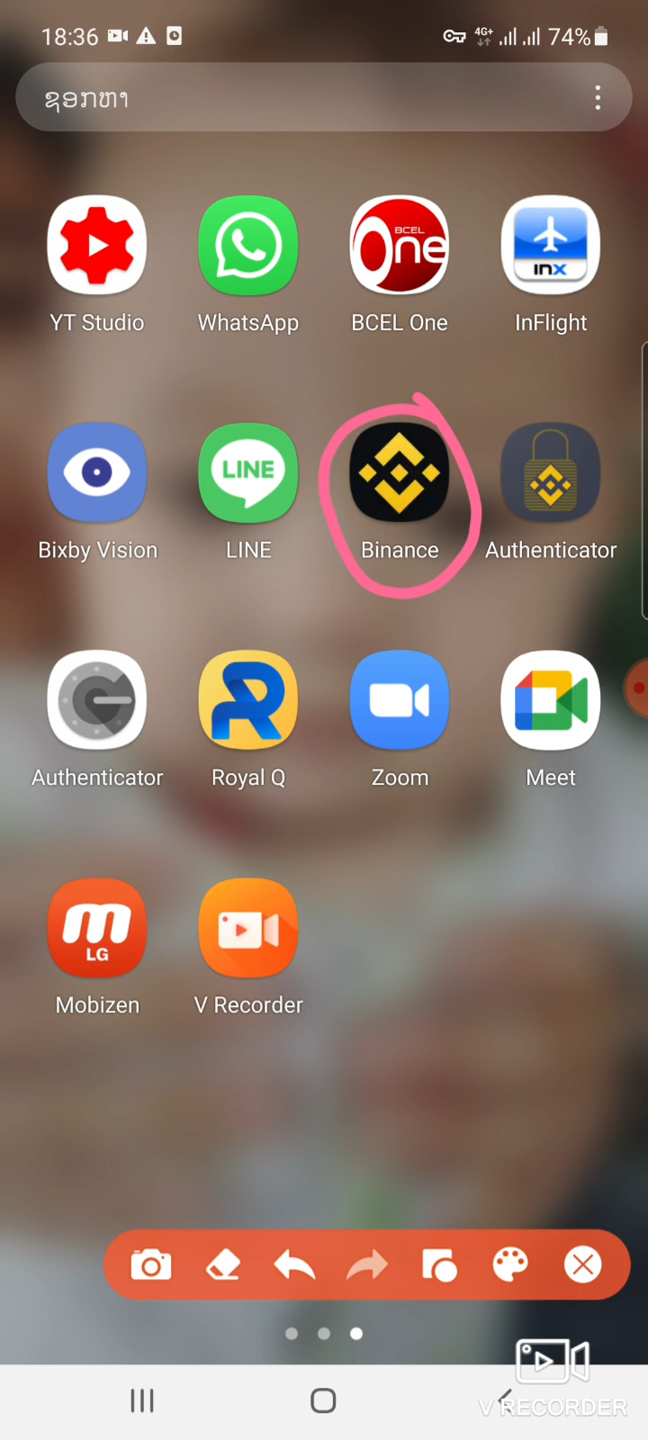 18:36 4G+ 74%
ຊອກຫາ
BCEL
One
INX
YT Studio WhatsApp BCEL One InFlight
LINE
Bixby Vision LINE Binance Authenticator
Authenticator Royal Q Zoom Meet
m
LG
Mobizen V Recorder
V RECORDER